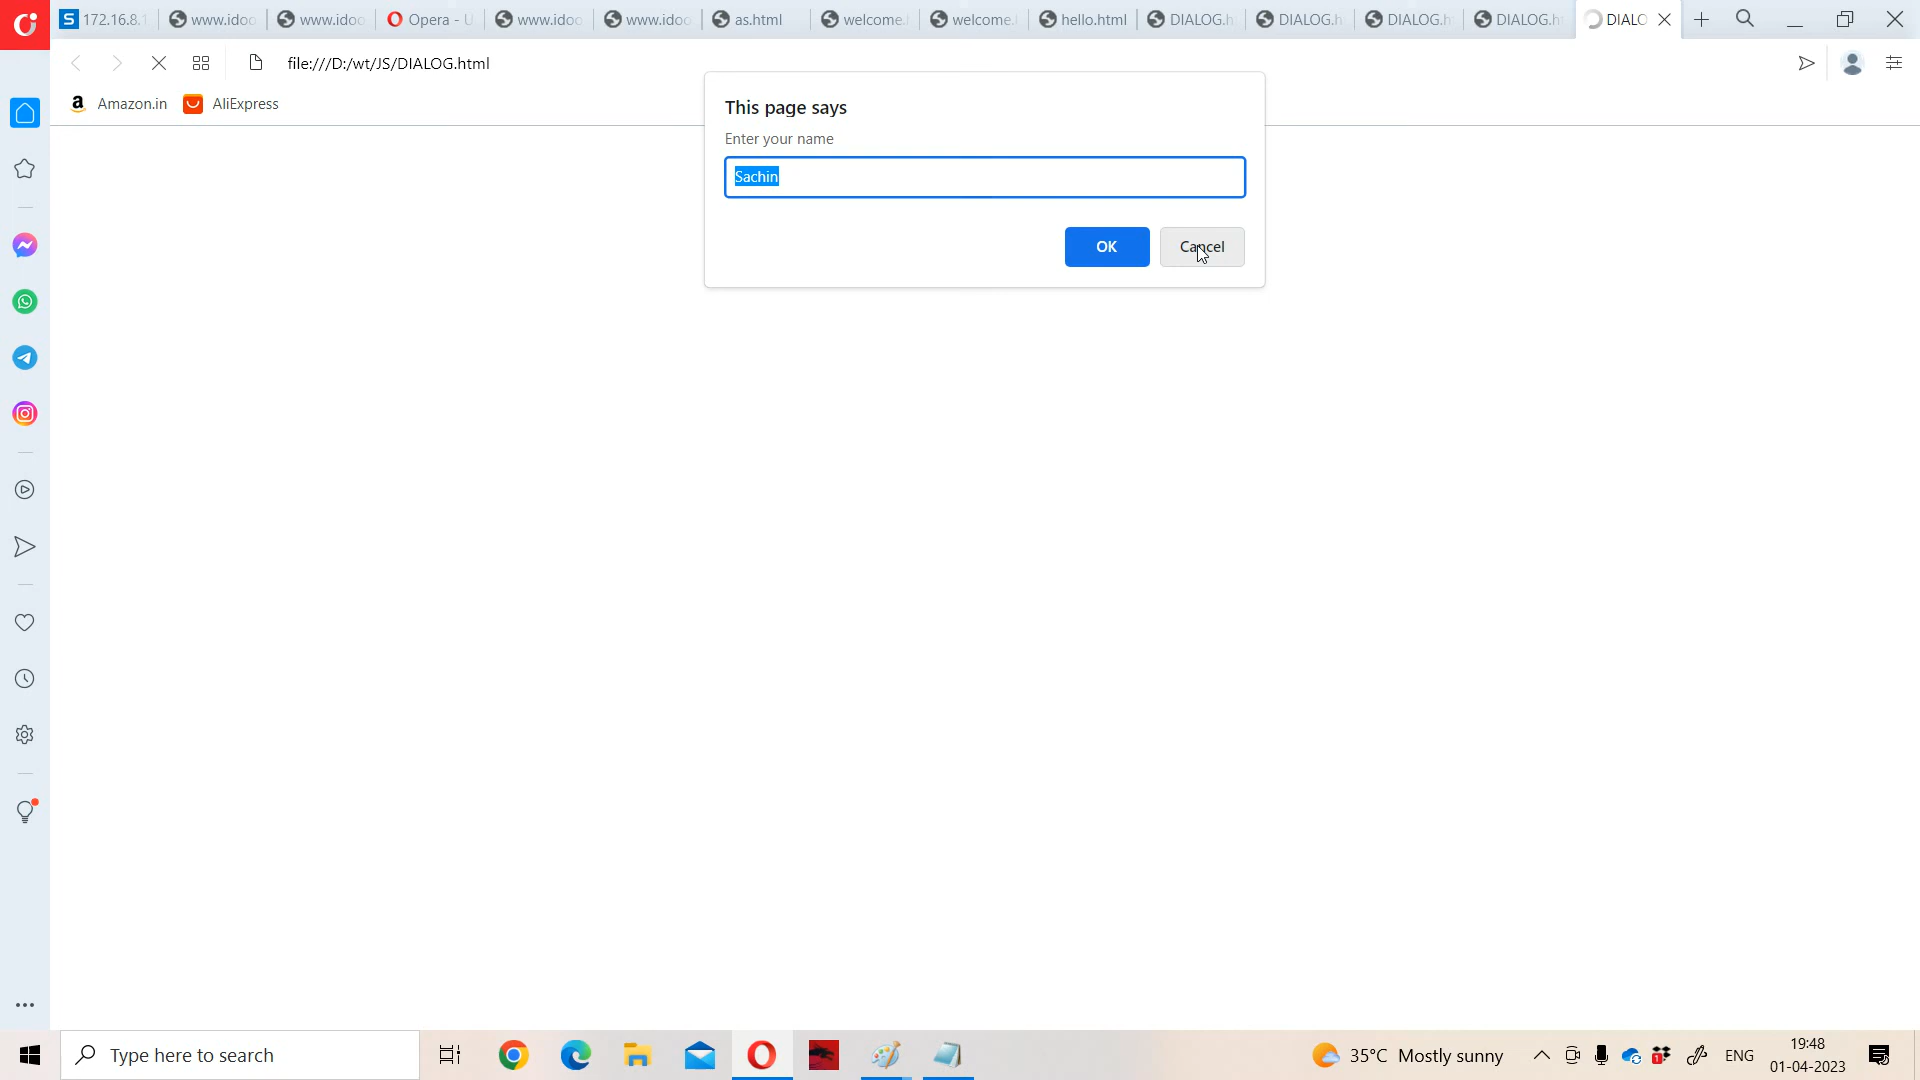 172.16.8.1
www.idoo
www.idoo
Opera - U
www.idoo
www.idoo
as.html
welcome.
welcome.
hello.html
DIALOG.h
DIALOG.h
DIALOG.h
DIALOG.h
DIALO
file:///D:/wt/JS/DIALOG.html
Amazon.in
AliExpress
This page says
Enter your name
Sachin
OK
Cancel
Type here to search
35°C Mostly sunny
ENG
19:48
01-04-2023